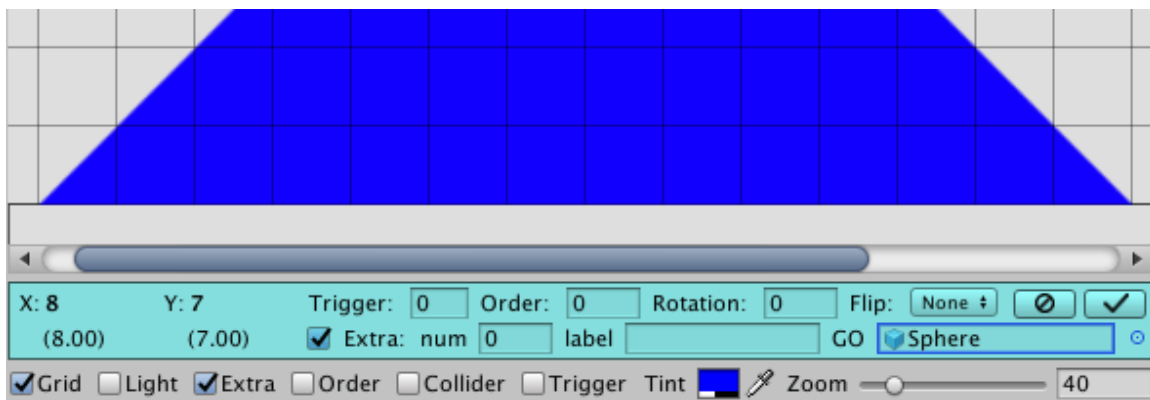 X: 8 Y: 7 Trigger: 0 Order: 0 Rotation: 0 Flip: None
(8.00) (7.00) Extra: num 0 label GO Sphere
Grid Light Extra Order Collider Trigger Tint Zoom 40